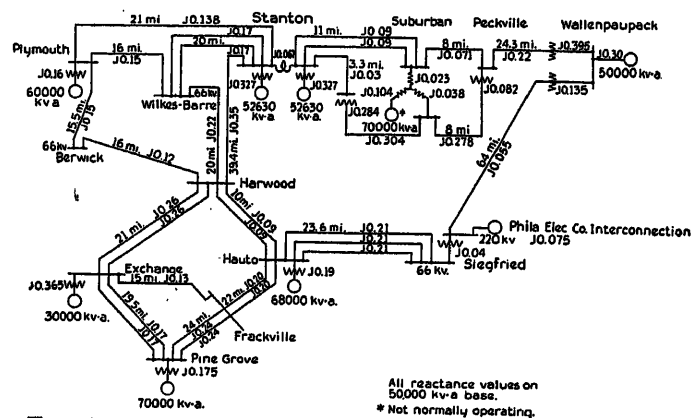 21 mi J0.138
Stanton
J0.17
20 mi
J0.17
11 mi.
J0.09
J0.09
Suburban
Peckville
Wallenpaupack
8 mi.
J0.071
24.3 mi.
J0.22
J0.395
J0.30
50000 kv-a.
J0.135
Plymouth
16 mi
J0.15
J0.16
60000
kv a
J0.15
15.5 mi.
66 kv
Berwick
Wilkes-Barre
66kv
J0.327
52630
kv-a
J0.327
52630
kv-a.
3.3 mi.
J0.03
J0.284
J0.023
J0.104
J0.038
70000 kva
*
J0.304
J0.082
8 mi
J0.278
16 mi. J0.12
20 mi J0.22
39.4 mi. J0.35
64 mi.
J0.055
Harwood
21 mi. J0.26
J0.26
10 mi J0.09
J0.09
23.6 mi. J0.21
J0.21
J0.21
Phila Elec Co. Interconnection
220 kv J0.075
J0.04
Siegfried
66 kv.
Hauto
J0.19
68000 kv-a.
Exchange
15 mi. J0.13
J0.365
30000 kv-a.
22 mi. J0.20
J0.20
24 mi. J0.24
J0.24
Frackville
19.5 mi J0.17
J0.17
Pine Grove
J0.175
70000 kv-a.
All reactance values on
50,000 kv-a base.
* Not normally operating.